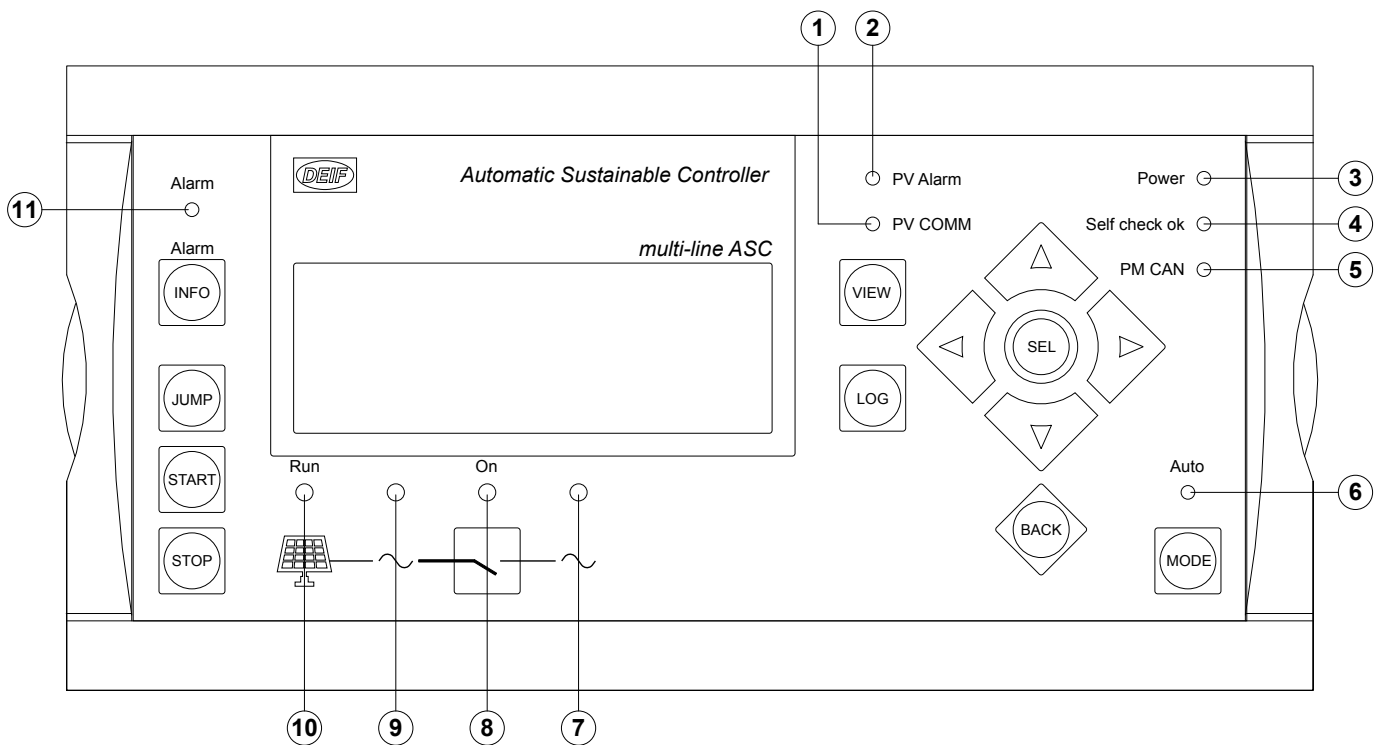 1 2
DEIF
Automatic Sustainable Controller
multi-line ASC
Alarm
11
Alarm
INFO
JUMP
START
STOP
PV Alarm
PV COMM
VIEW
LOG
Power
3
Self check ok
4
PM CAN
5
SEL
BACK
Auto
6
MODE
Run
On
10 9 8 7